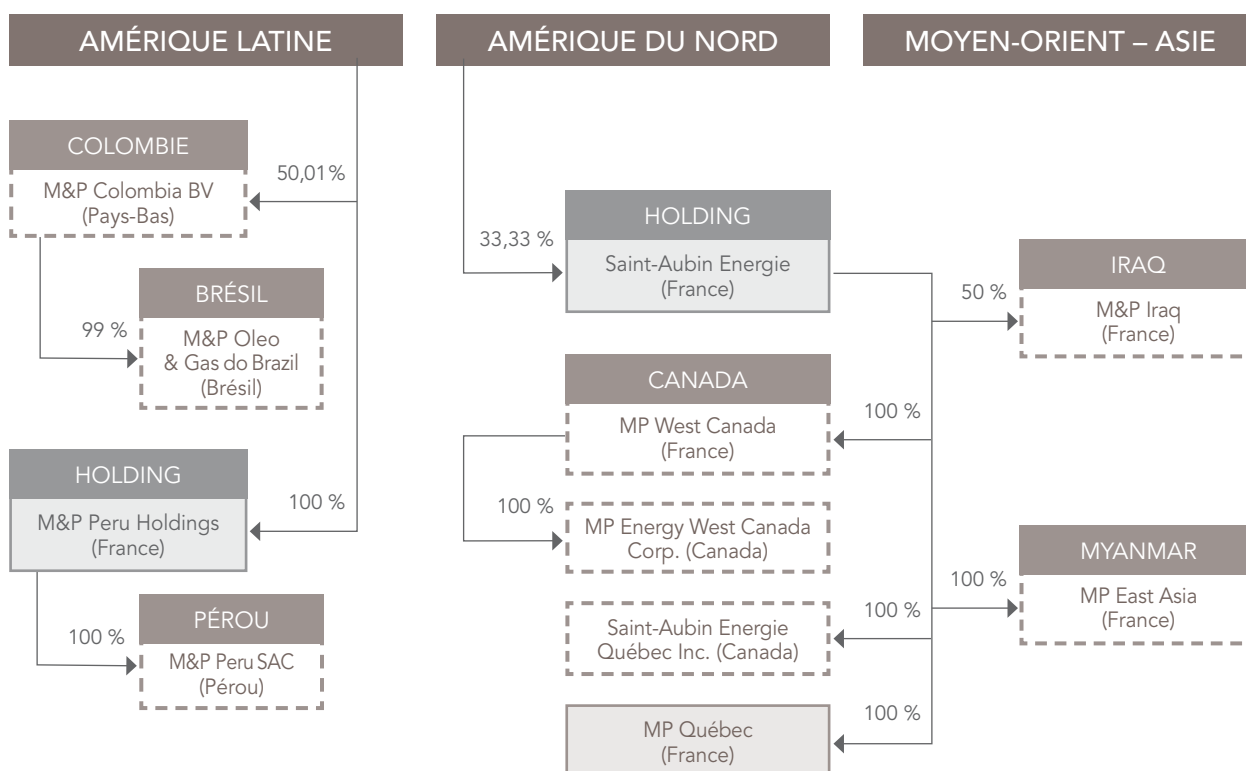 AMÉRIQUE LATINE
COLOMBIE
M&P Colombia BV
(Pays-Bas)
50,01%
BRÉSIL
M&P Oleo
& Gas do Brazil
(Brésil)
99 %
HOLDING
M&P Peru Holdings
(France)
100 %
PÉROU
M&P Peru SAC
(Pérou)
100 %
AMÉRIQUE DU NORD
33,33 %
HOLDING
Saint-Aubin Energie
(France)
CANADA
MP West Canada
(France)
100 %
100 %
MP Energy West Canada
Corp. (Canada)
Saint-Aubin Energie
Québec Inc. (Canada)
100 %
MP Québec
(France)
100 %
MOYEN-ORIENT – ASIE
50 %
IRAQ
M&P Iraq
(France)
100 %
MYANMAR
MP East Asia
(France)